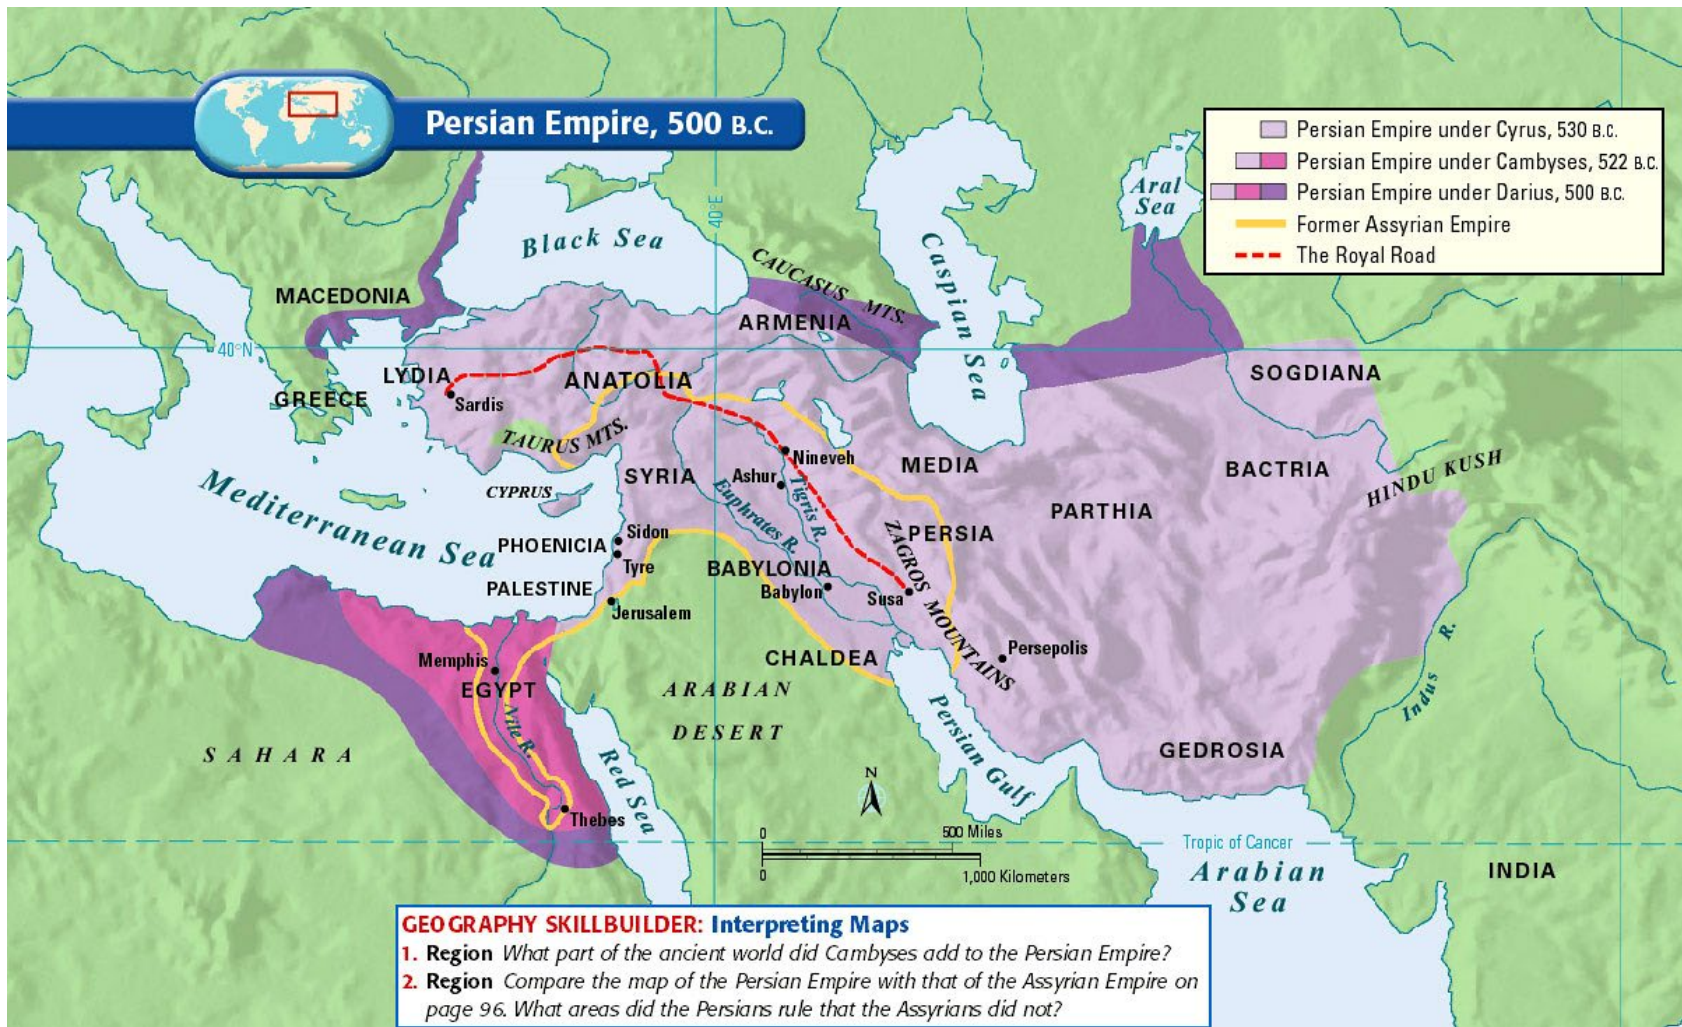 Persian Empire, 500 B.C.
Persian Empire under Cyrus, 530 B.C.
Persian Empire under Cambyses, 522 B.C.
Persian Empire under Darius, 500 B.C.
Former Assyrian Empire
The Royal Road
Aral
Sea
40°E
Black Sea
Caspian Sea
CAUCASUS MTS.
MACEDONIA
ARMENIA
40°N
LYDIA
ANATOLIA
SOGDIANA
GREECE
Sardis
TAURUS MTS.
Nineveh
MEDIA
BACTRIA
HINDU KUSH
SYRIA
Ashur
CYPRUS
Mediterranean Sea
Euphrates R.
Tigris R.
PARTHIA
ZAGROS MOUNTAINS
PERSIA
Sidon
PHOENICIA
Tyre
BABYLONIA
PALESTINE
Babylon
Susa
Jerusalem
Persepolis
Memphis
CHALDEA
EGYPT
ARABIAN
DESERT
Nile R.
Indus R.
SAHARA
Red Sea
Persian Gulf
GEDROSIA
N
Thebes
0
500 Miles
0
1,000 Kilometers
Tropic of Cancer
Arabian
Sea
INDIA
GEOGRAPHY SKILLBUILDER: Interpreting Maps
1. Region What part of the ancient world did Cambyses add to the Persian Empire?
2. Region Compare the map of the Persian Empire with that of the Assyrian Empire on
page 96. What areas did the Persians rule that the Assyrians did not?